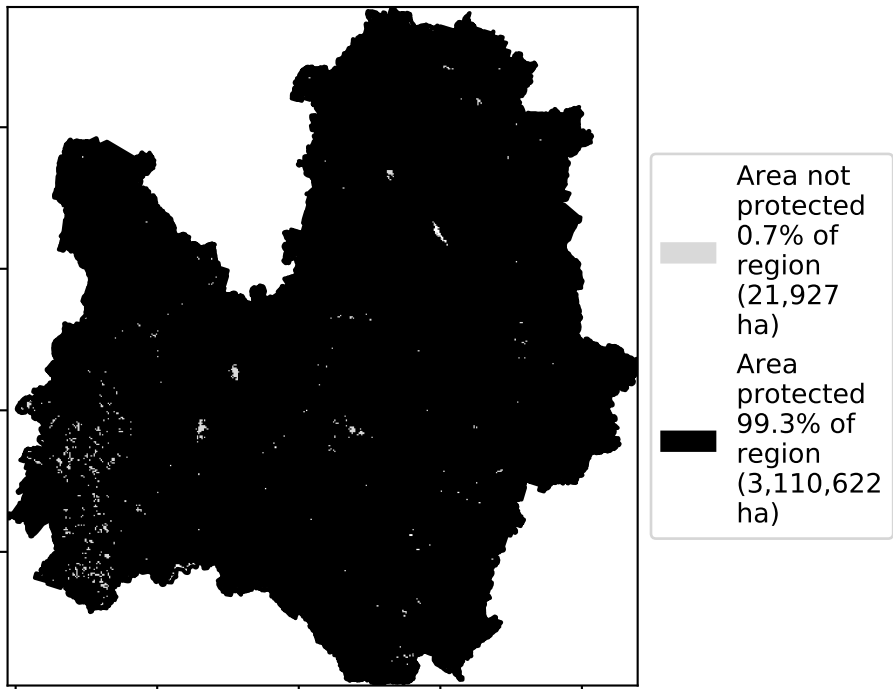 Area not
protected
0.7% of
region
(21,927
ha)
Area
protected
99.3% of
region
(3,110,622
ha)